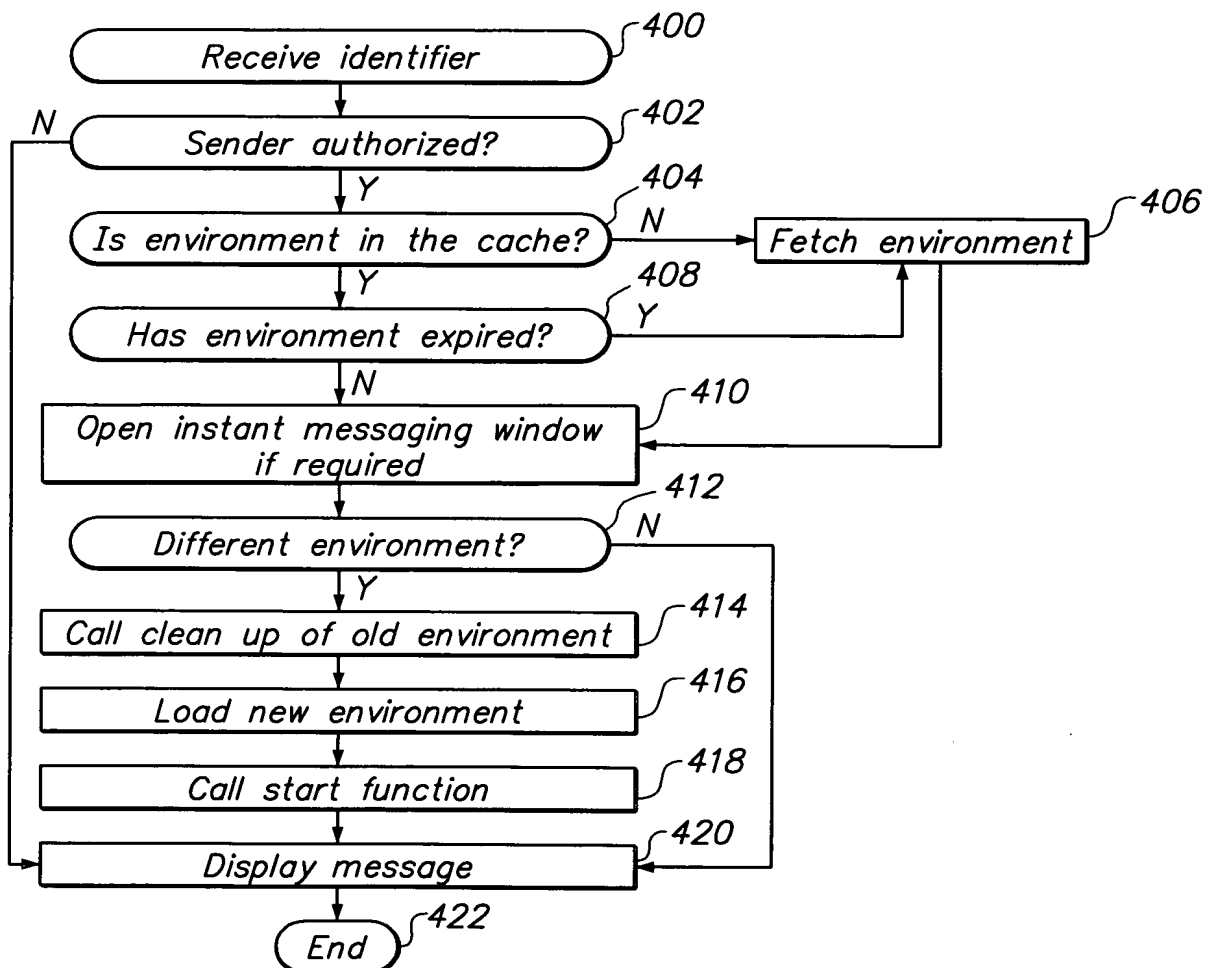 Receive identifier
400
N
Sender authorized?
402
Y
404
Is environment in the cache?
N
Fetch environment
406
Y
408
Has environment expired?
Y
N
410
Open instant messaging window
if required
412
Different environment?
N
Y
Call clean up of old environment
414
Load new environment
416
Call start function
418
Display message
420
End
422